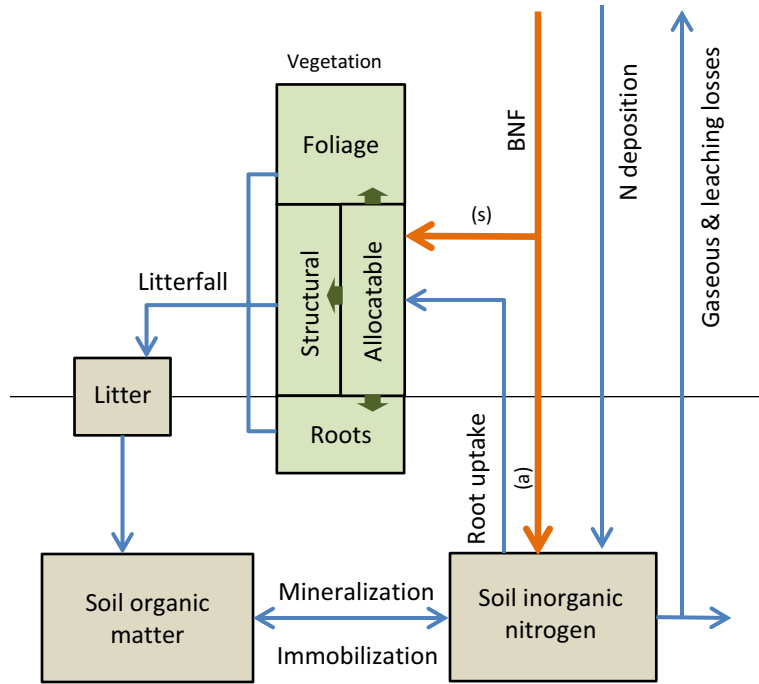 Vegetation
Foliage
BNF
N deposition
Gaseous & leaching losses
(s)
Structural
Allocatable
Litterfall
Litter
Roots
Root uptake
(a)
Soil organic
matter
Mineralization
Immobilization
Soil inorganic
nitrogen